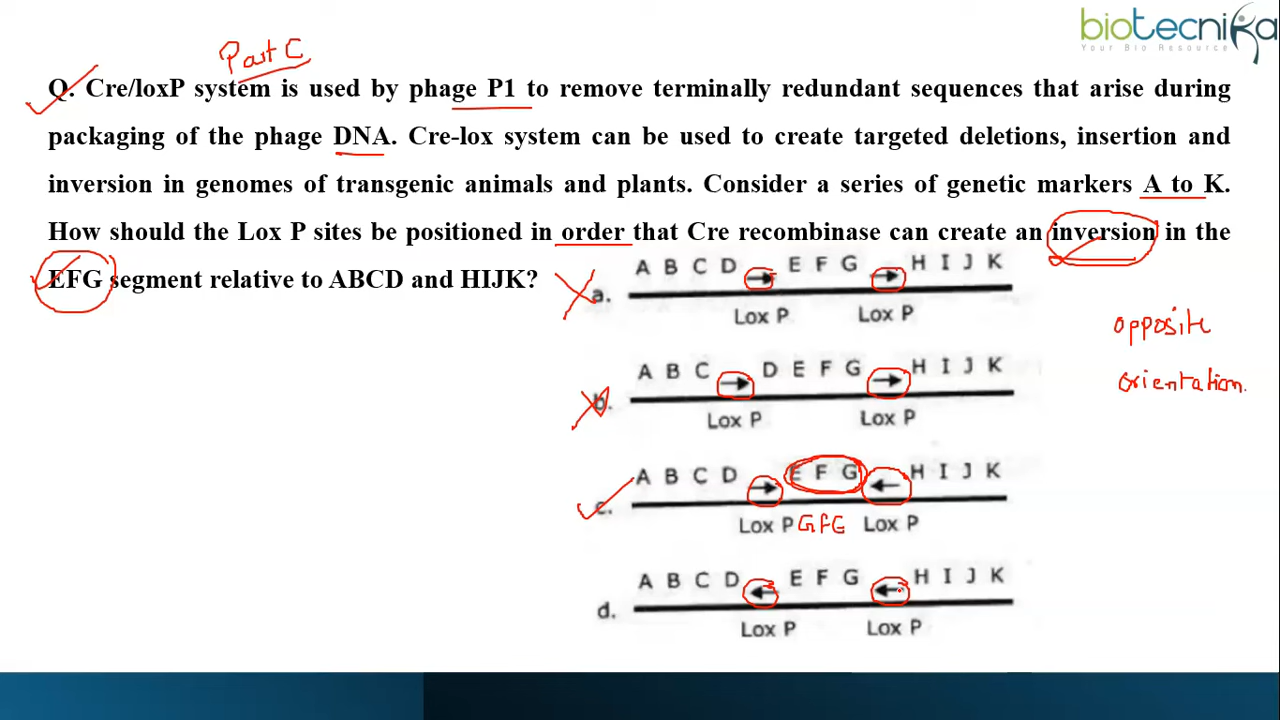 biotecnika
Your Bio Resource
Part C
Q. Cre/loxP system is used by phage P1 to remove terminally redundant sequences that arise during
packaging of the phage DNA. Cre-lox system can be used to create targeted deletions, insertion and
inversion in genomes of transgenic animals and plants. Consider a series of genetic markers A to K.
How should the Lox P sites be positioned in order that Cre recombinase can create an inversion in the
EFG segment relative to ABCD and HIJK?
A B C D → E F G → H I J K
a.
Lox P Lox P
opposite
orientation.
A B C → D E F G → H I J K
b.
Lox P Lox P
A B C D → E F G ← H I J K
c.
Lox P GFE Lox P
A B C D ← E F G ← H I J K
d.
Lox P Lox P